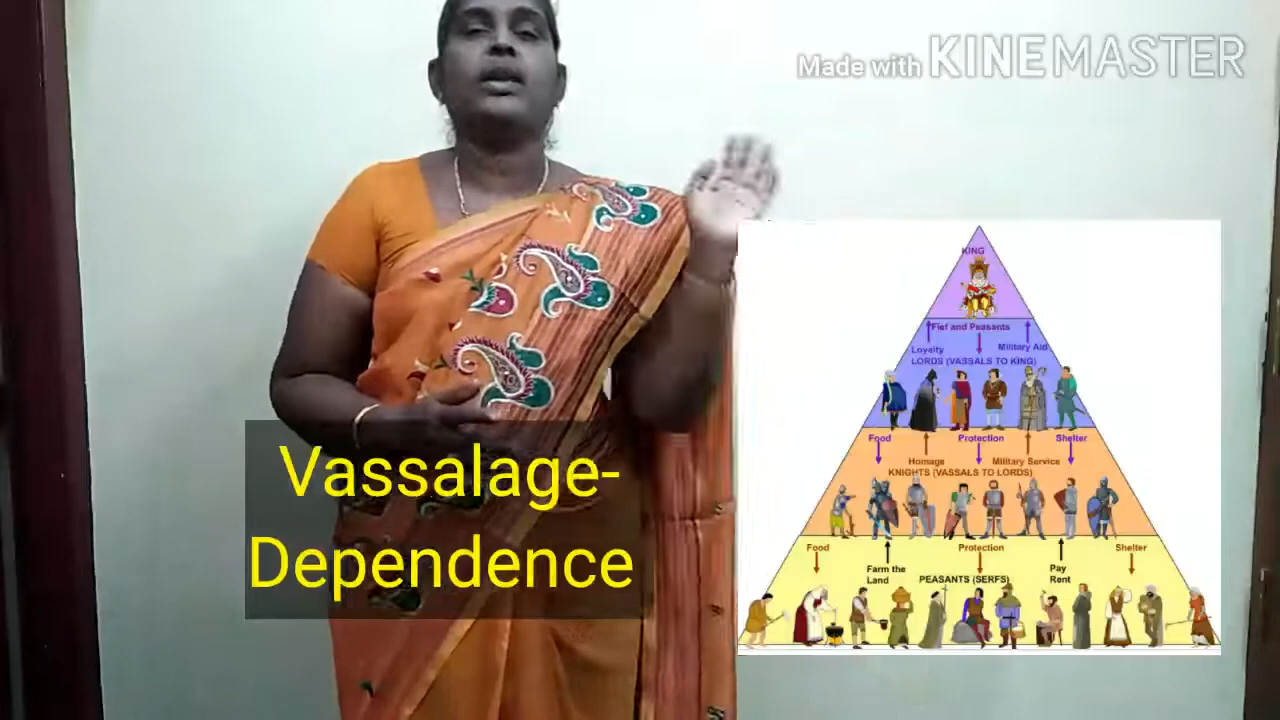 Made with KINEMASTER
KING
Fief and Peasants
Loyalty
Military Aid
LORDS (VASSALS TO KING)
Food
Protection
Shelter
Homage
Military Service
KNIGHTS (VASSALS TO LORDS)
Food
Protection
Shelter
Farm the
Land
Pay
Rent
PEASANTS (SERFS)
Vassalage-
Dependence